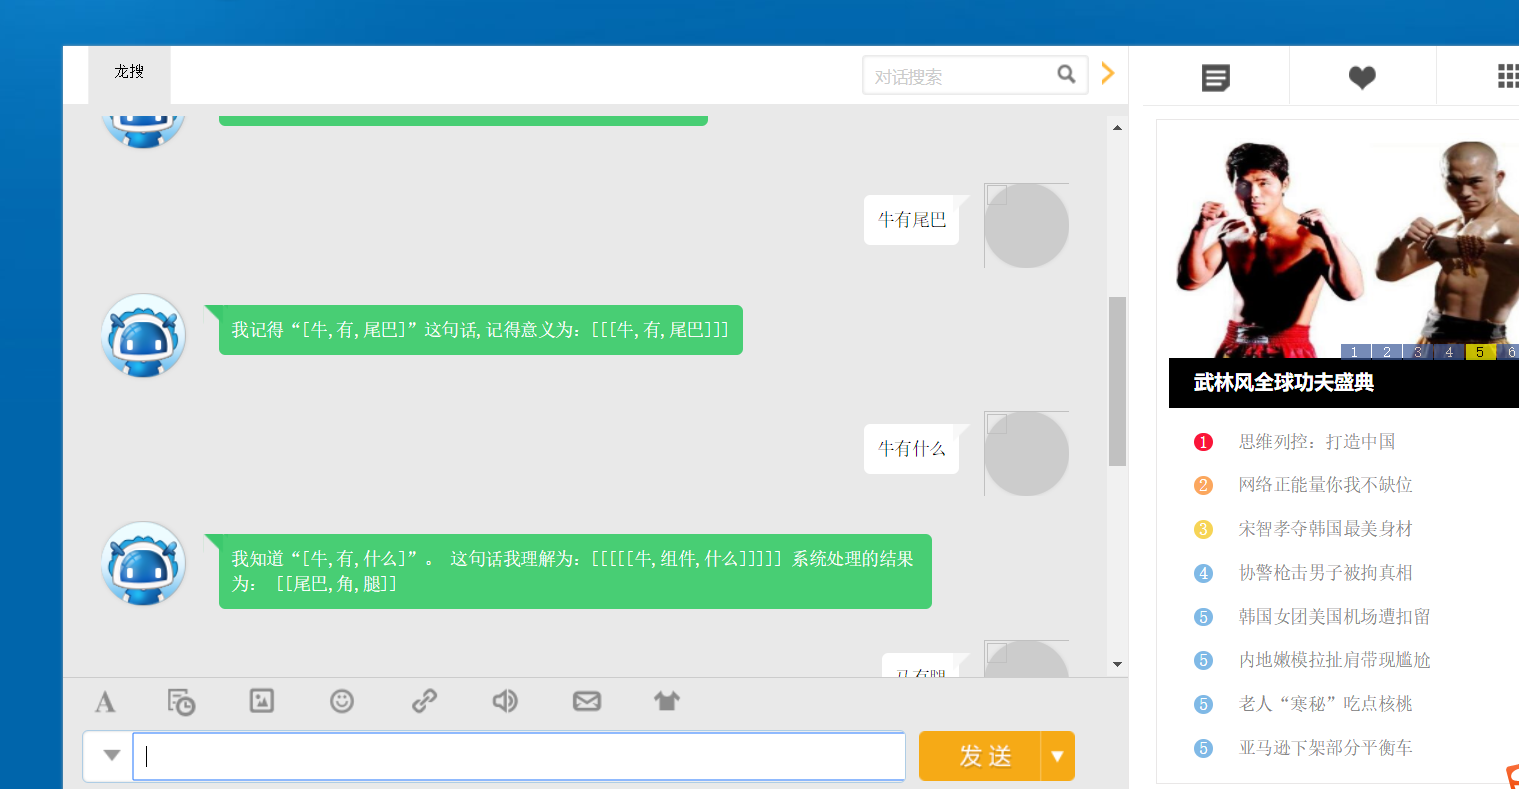 龙搜
对话搜索
牛有尾巴
我记得“[牛,有,尾巴]”这句话,记得意义为：[[[牛,有,尾巴]]]
牛有什么
我知道“[牛,有,什么]”。 这句话我理解为：[[[[[牛,组件,什么]]]]] 系统处理的结果
为： [[尾巴,角,腿]]
马有腿
A
发送
1 2 3 4 5 6
武林风全球功夫盛典
1 思维列控：打造中国
2 网络正能量你我不缺位
3 宋智孝夺韩国最美身材
4 协警枪击男子被拘真相
5 韩国女团美国机场遭扣留
5 内地嫩模拉扯肩带现尴尬
5 老人“寒秘”吃点核桃
5 亚马逊下架部分平衡车